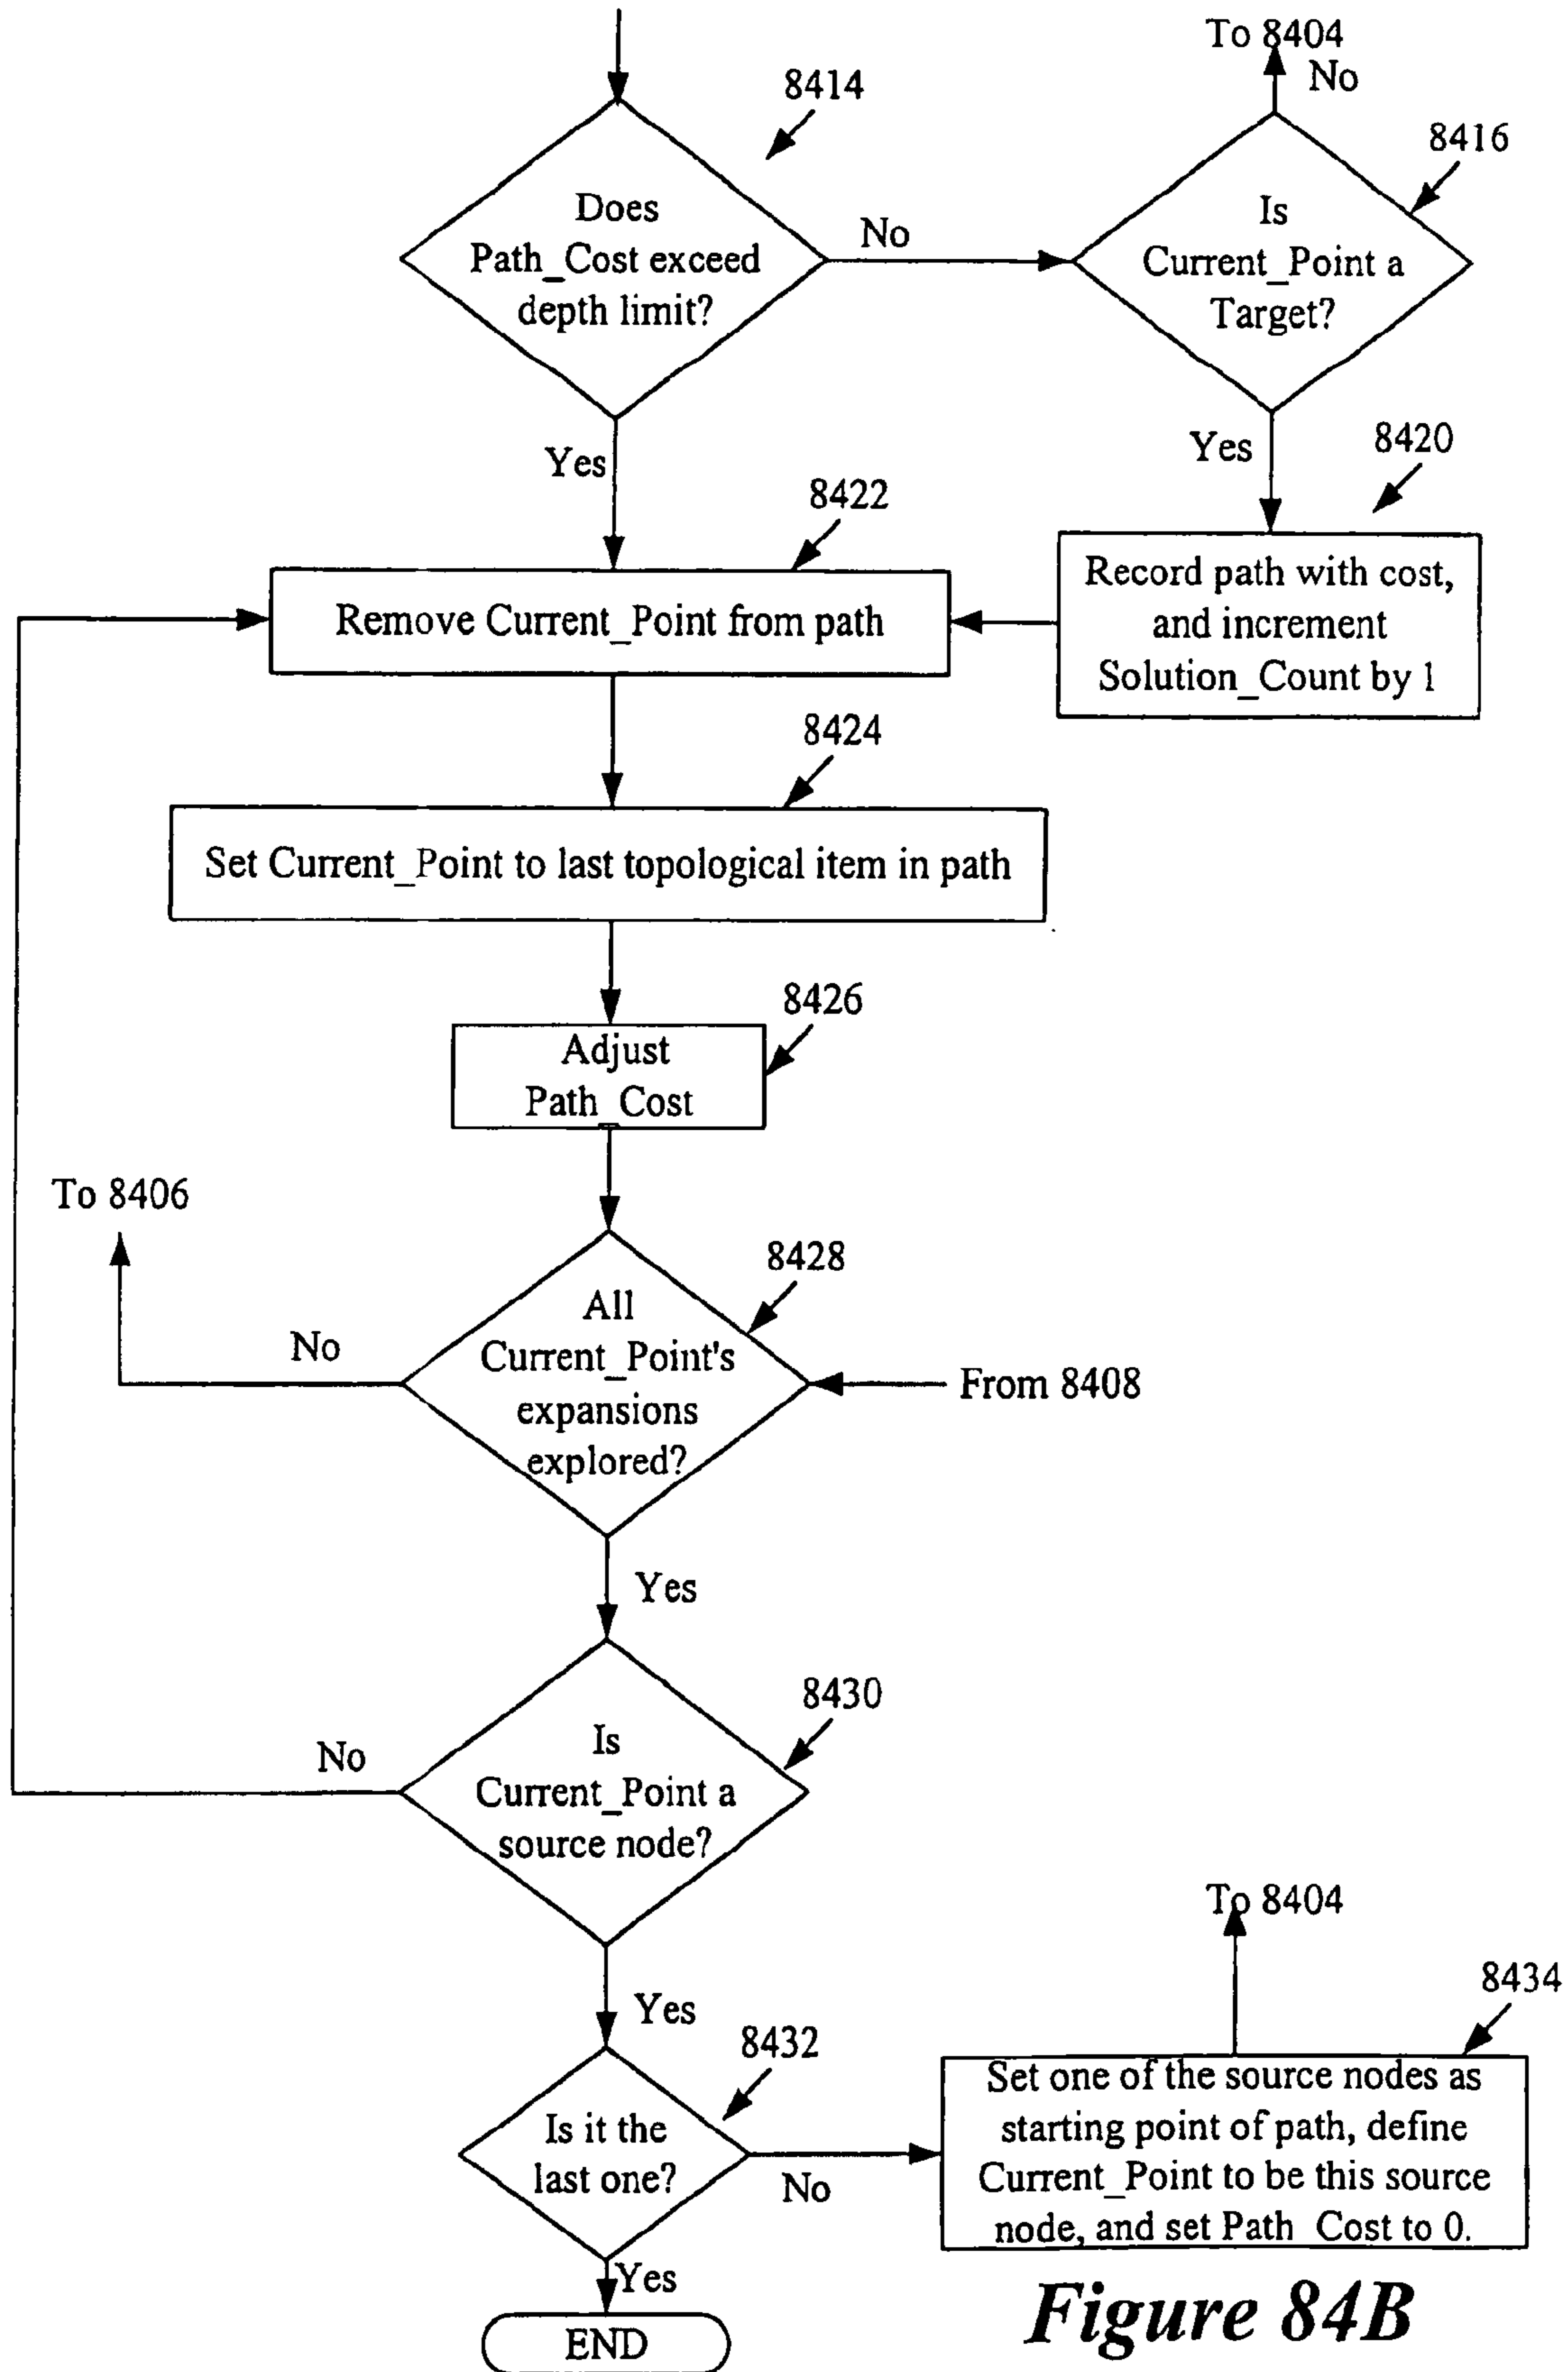 To 8404
No
8414
8416
Does
Path_Cost exceed
depth limit?
No
Is
Current_Point a
Target?
Yes
Yes
8420
8422
Remove Current_Point from path
Record path with cost,
and increment
Solution_Count by 1
8424
Set Current_Point to last topological item in path
8426
Adjust
Path_Cost
To 8406
8428
All
Current_Point's
expansions
explored?
No
From 8408
Yes
8430
Is
Current_Point a
source node?
No
To 8404
Yes
8432
8434
Is it the
last one?
No
Set one of the source nodes as
starting point of path, define
Current_Point to be this source
node, and set Path_Cost to 0.
Yes
END
Figure 84B